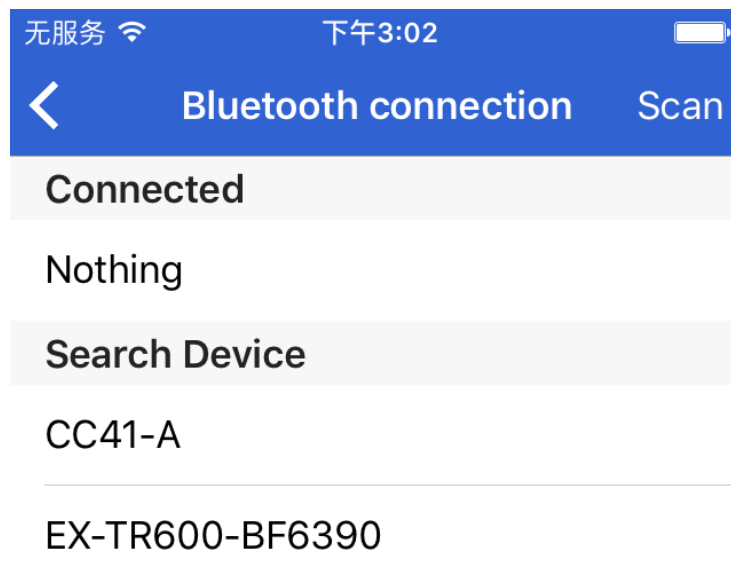 无服务 下午3:02
Bluetooth connection Scan
Connected
Nothing
Search Device
CC41-A
EX-TR600-BF6390